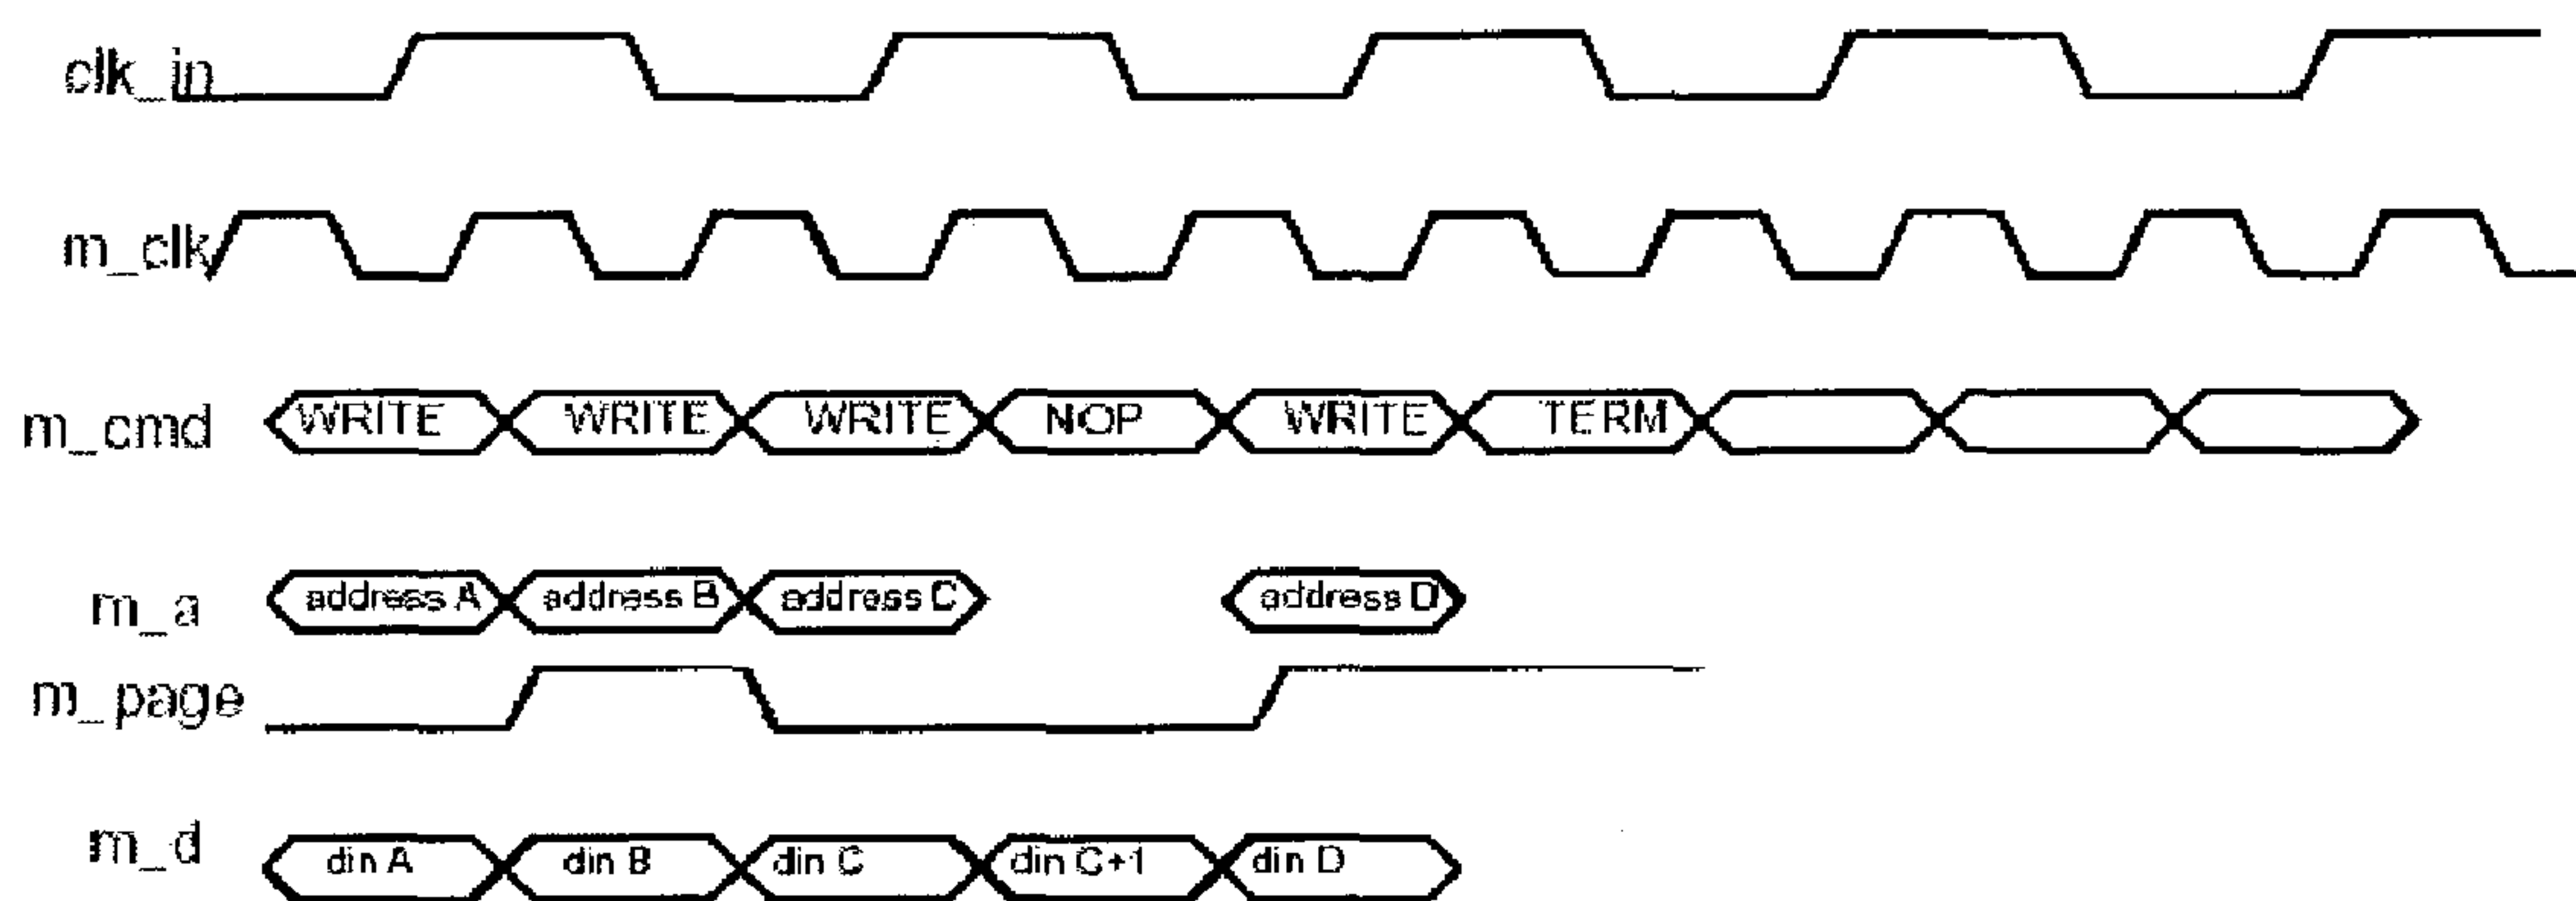 clk_in
m_clk
m_cmd WRITE WRITE WRITE NOP WRITE TERM
m_a address A address B address C address D
m_page
m_d din A din B din C din C+1 din D